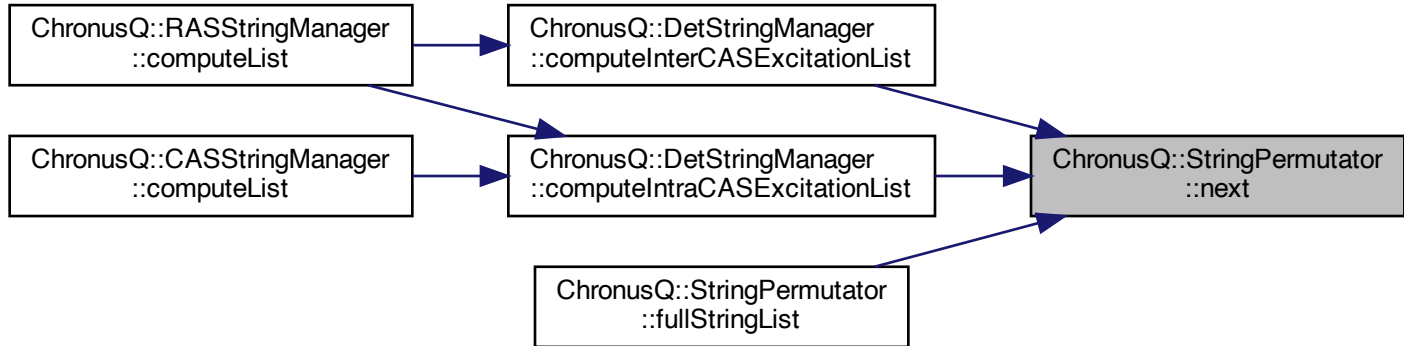 ChronusQ::RASStringManager
::computeList
ChronusQ::DetStringManager
::computeInterCASExcitationList
ChronusQ::CASStringManager
::computeList
ChronusQ::DetStringManager
::computeIntraCASExcitationList
ChronusQ::StringPermutator
::next
ChronusQ::StringPermutator
::fullStringList